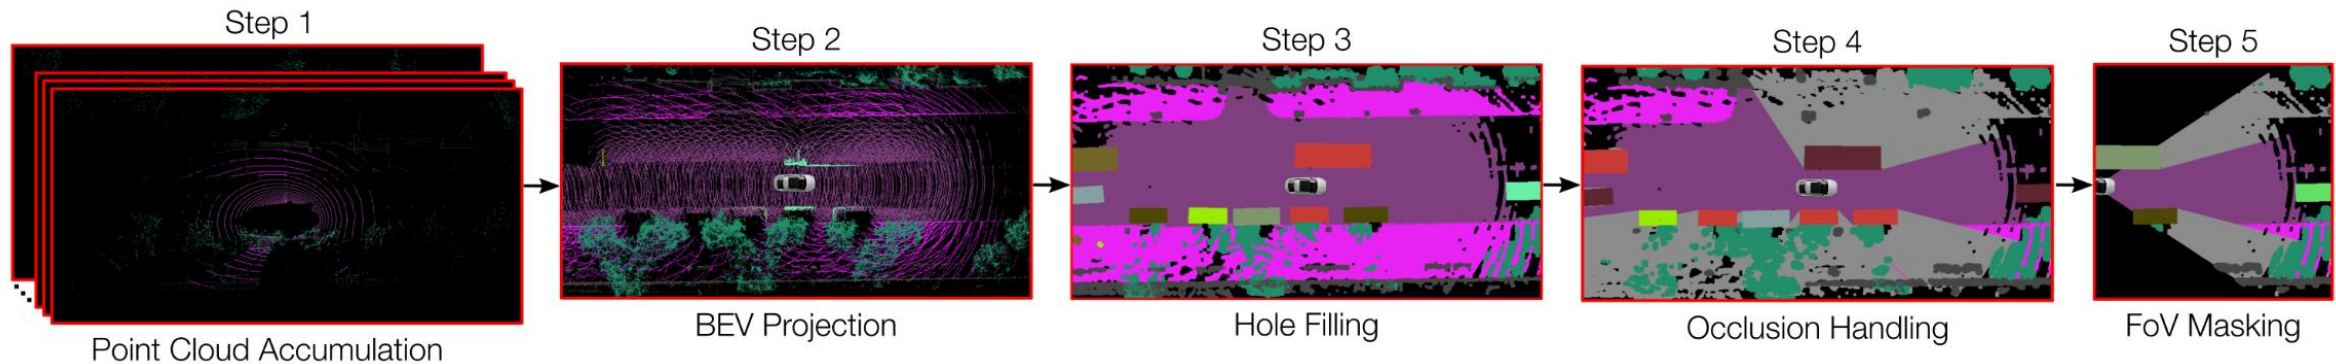 Step 1
Point Cloud Accumulation
Step 2
BEV Projection
Step 3
Hole Filling
Step 4
Occlusion Handling
Step 5
FoV Masking